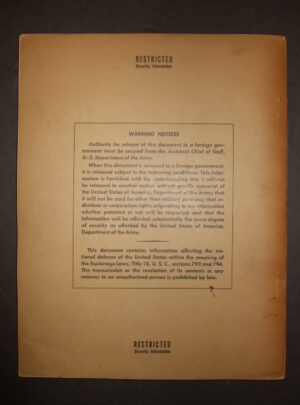 RESTRICTED
Security Information
WARNING NOTICES
Authority for release of this document to a foreign gov-
ernment must be secured from the Assistant Chief of Staff,
G-2, Department of the Army.
When this document is released to a foreign government,
it is released subject to the following conditions: This infor-
mation is furnished with the understanding that it will not
be released to another nation without specific approval of
the United States of America, Department of the Army; that
it will not be used for other than military purposes; that in-
dividual or corporation rights originating in the information
whether patented or not will be respected; and that the
information will be afforded substantially the same degree
of security as afforded by the United States of America,
Department of the Army.
This document contains information affecting the na-
tional defense of the United States within the meaning of
the Espionage Laws, Title 18, U. S. C., sections 793 and 794.
The transmission or the revelation of its contents in any
manner to an unauthorized person is prohibited by law.
RESTRICTED
Security Information